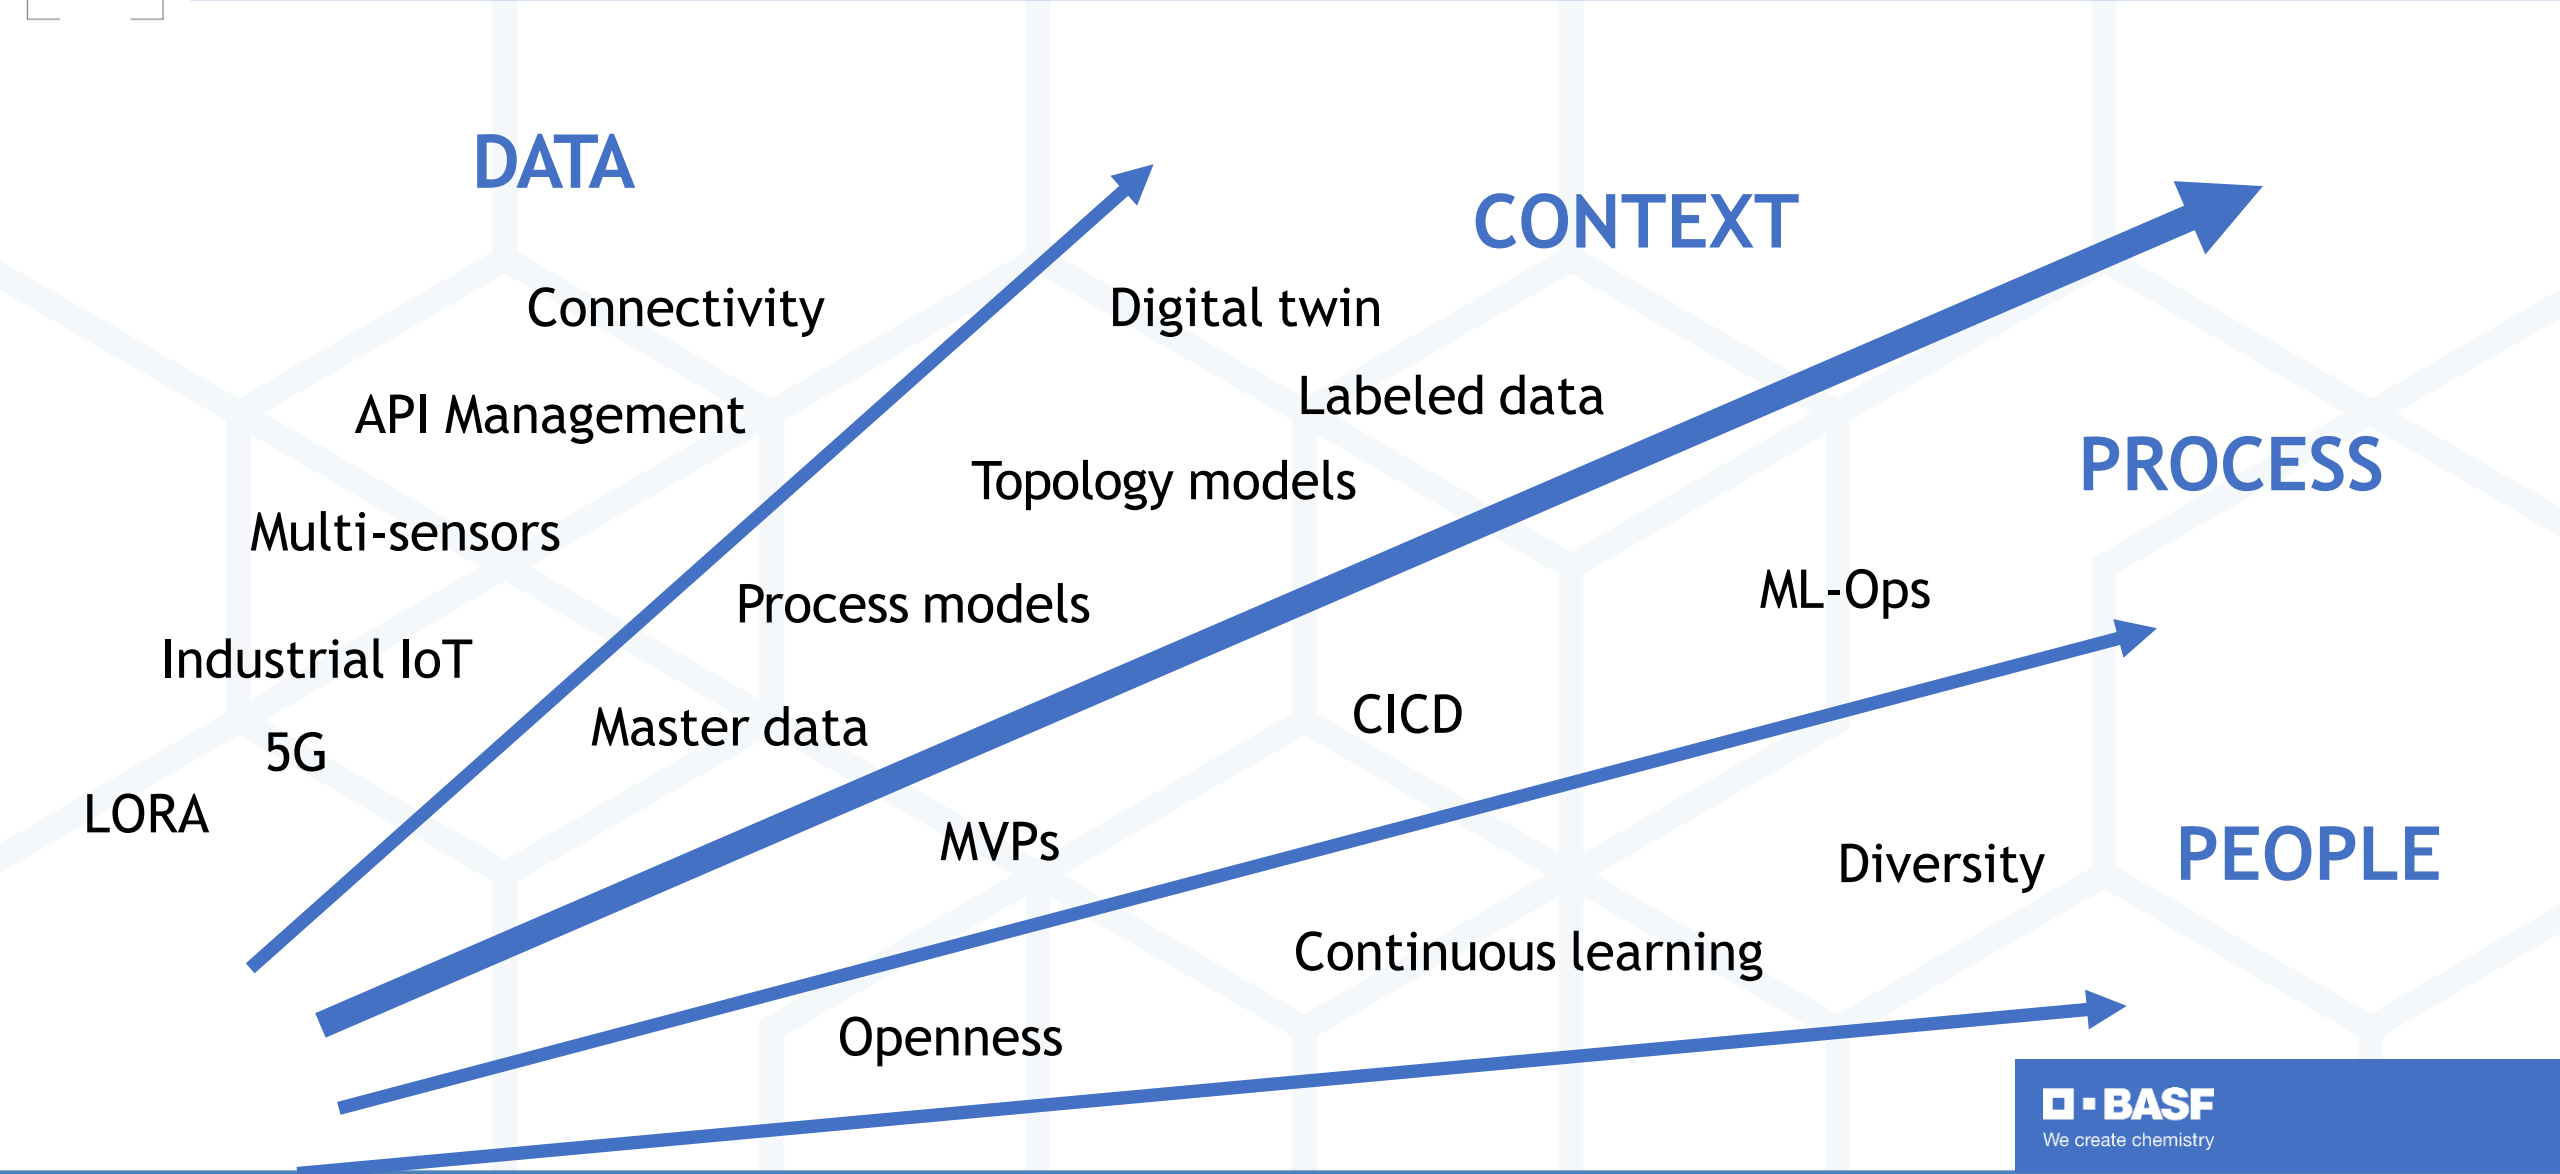 DATA
CONTEXT
Connectivity
Digital twin
Labeled data
API Management
PROCESS
Topology models
Multi-sensors
ML-Ops
Process models
Industrial IoT
CICD
Master data
5G
LORA
MVPs
PEOPLE
Diversity
Continuous learning
Openness
BASF
We create chemistry